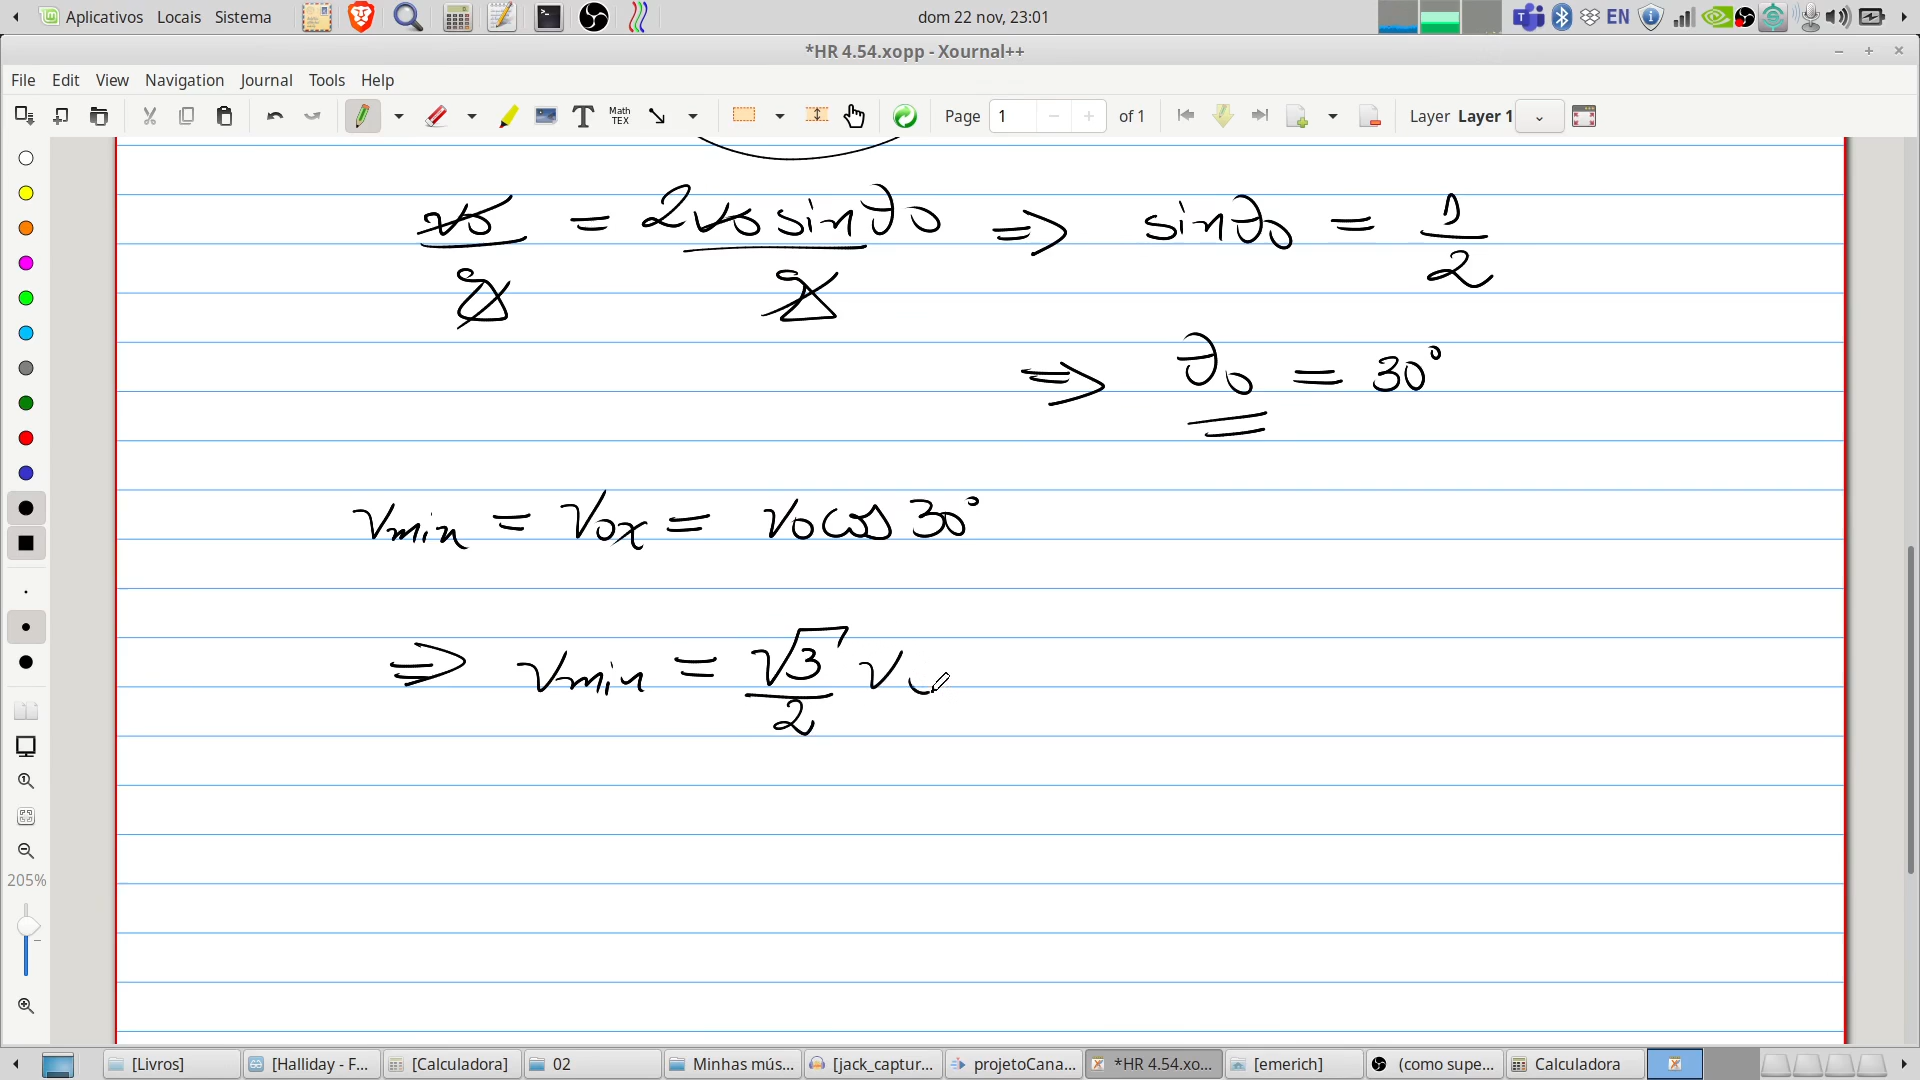 Aplicativos Locais Sistema dom 22 nov, 23:01 EN
*HR 4.54.xopp - Xournal++
File Edit View Navigation Journal Tools Help
Math TEX Page 1 of 1 Layer Layer 1
v0/g = 2v0 sinθ0/g ⇒ sinθ0 = 1/2
⇒ θ0 = 30°
vmin = v0x = v0 cos 30°
⇒ vmin = √3/2 v
205%
[Livros] [Halliday - F... [Calculadora] 02 Minhas mús... [jack_captur... projetoCana... *HR 4.54.xo... [emerich] (como supe... Calculadora